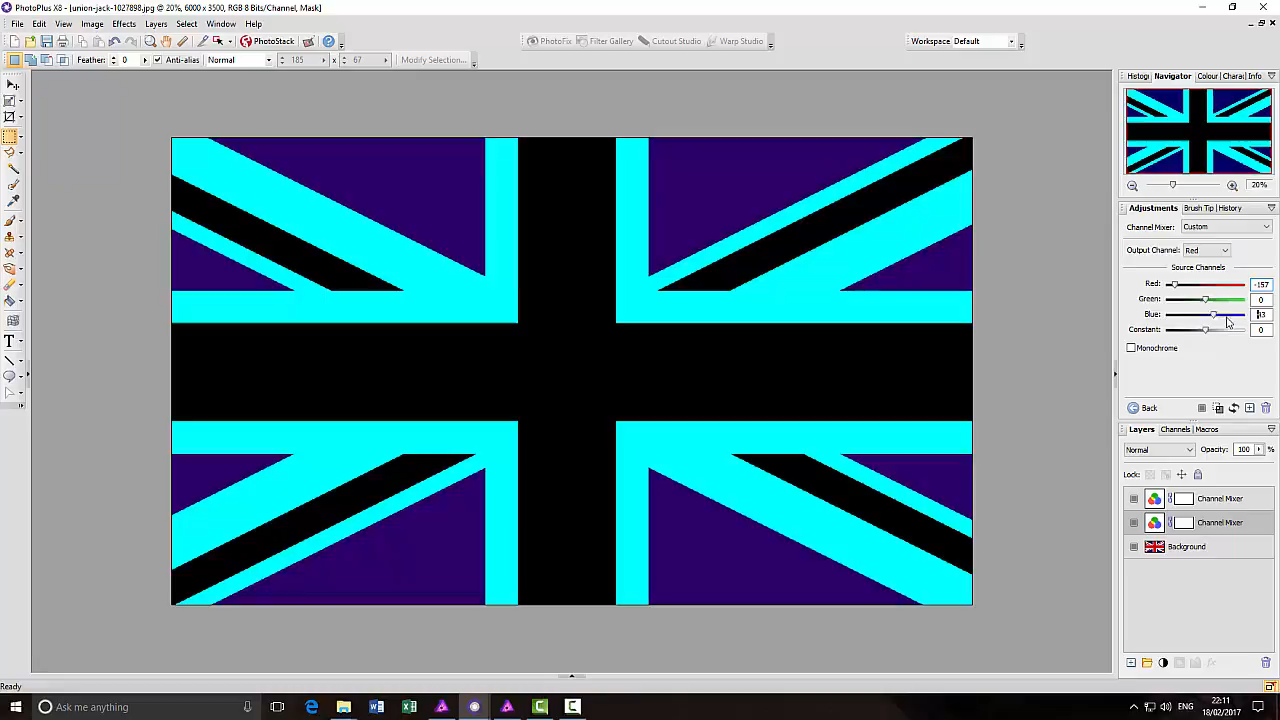 PhotoPlus X8 - [union-jack-1027898.jpg @ 20%, 6000 x 3500, RGB 8 Bits/Channel, Mask]
File Edit View Image Effects Layers Select Window Help
PhotoStack PhotoFix Filter Gallery Cutout Studio Warp Studio Workspace: Default
Feather: 0 Anti-alias Normal 185 x 67 Modify Selection...
Histog Navigator Colour Charac Info
20%
Adjustments Brush Tip History
Channel Mixer: Custom
Output Channel: Red
Source Channels
Red: -157
Green: 0
Blue:
Constant: 0
Monochrome
Back
Layers Channels Macros
Normal Opacity: 100 %
Lock:
Channel Mixer
Channel Mixer
Background
T
Ready
Ask me anything
ENG
22:11
18/02/2017